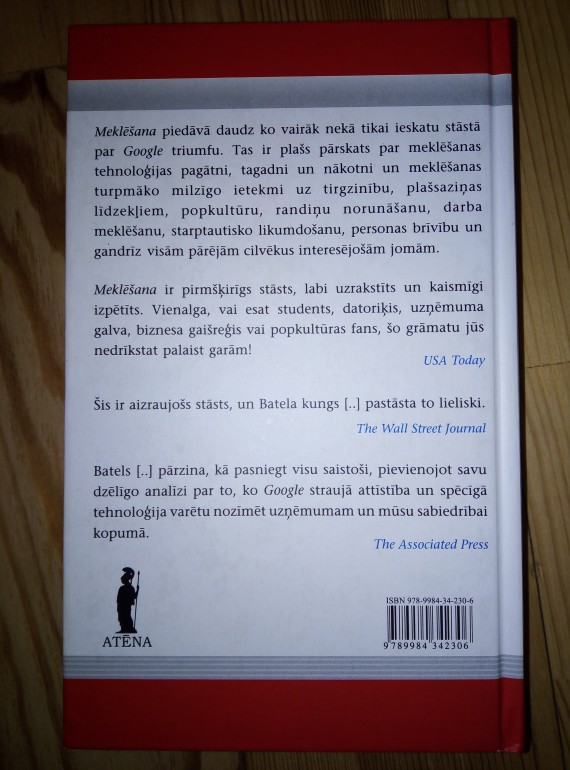 Meklēšana piedāvā daudz ko vairāk nekā tikai ieskatu stāstā
par Google triumfu. Tas ir plašs pārskats par meklēšanas
tehnoloģijas pagātni, tagadni un nākotni un meklēšanas
turpmāko milzīgo ietekmi uz tirgzinību, plašsaziņas
līdzekļiem, popkultūru, randiņu norunāšanu, darba
meklēšanu, starptautisko likumdošanu, personas brīvību un
gandrīz visām pārējām cilvēkus interesējošām jomām.
Meklēšana ir pirmšķirīgs stāsts, labi uzrakstīts un kaismīgi
izpētīts. Vienalga, vai esat students, datoriķis, uzņēmuma
galva, biznesa gaišreģis vai popkultūras fans, šo grāmatu jūs
nedrīkstat palaist garām!
USA Today
Šis ir aizraujošs stāsts, un Batela kungs [..] pastāsta to lieliski.
The Wall Street Journal
Batels [..] pārzina, kā pasniegt visu saistoši, pievienojot savu
dzēlīgo analīzi par to, ko Google straujā attīstība un spēcīgā
tehnoloģija varētu nozīmēt uzņēmumam un mūsu sabiedrībai
kopumā.
The Associated Press
ATĒNA
ISBN 978-9984-34-230-6
9 789984 342306